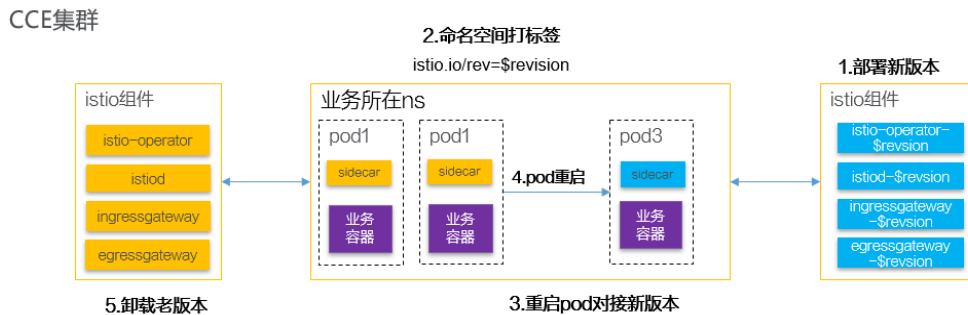 CCE集群
2.命名空间打标签
istio.io/rev=$revision
1.部署新版本
istio组件
istio-operator
istiod
ingressgateway
egressgateway
5.卸载老版本
业务所在ns
pod1
sidecar
业务
容器
pod1
sidecar
业务
容器
4.pod重启
pod3
sidecar
业务
容器
3.重启pod对接新版本
istio组件
istio-operator-
$revsion
istiod-$revsion
ingressgateway
-$revsion
egressgateway
-$revsion